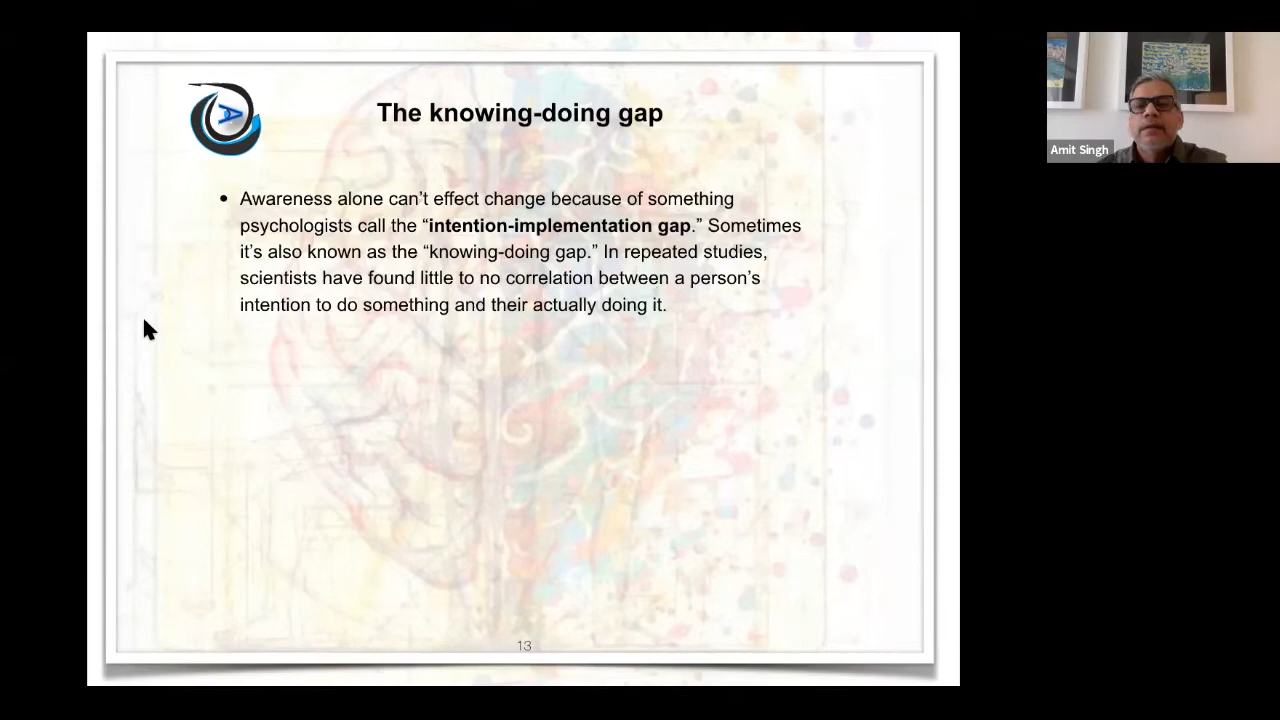 The knowing-doing gap
• Awareness alone can’t effect change because of something
psychologists call the “intention-implementation gap.” Sometimes
it’s also known as the “knowing-doing gap.” In repeated studies,
scientists have found little to no correlation between a person’s
intention to do something and their actually doing it.
13
Amit Singh